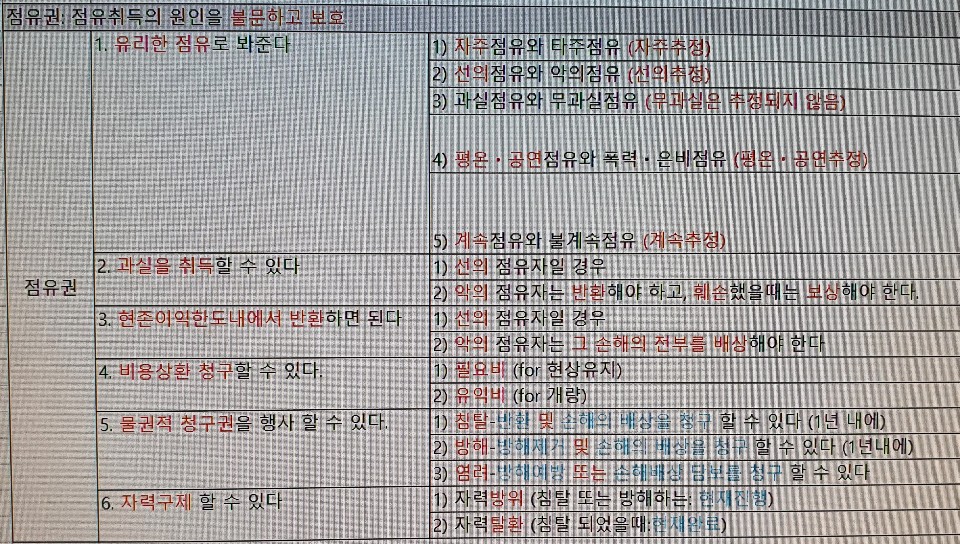 점유권: 점유취득의 원인을 불문하고 보호
1. 유리한 점유로 봐준다
1) 자주점유와 타주점유 (자주추정)
2) 선의점유와 악의점유 (선의추정)
3) 과실점유와 무과실점유 (무과실은 추정되지 않음)
4) 평온・공연점유와 폭력・은비점유 (평온・공연추정)
5) 계속점유와 불계속점유 (계속추정)
점유권
2. 과실을 취득할 수 있다
1) 선의 점유자일 경우
2) 악의 점유자는 반환해야 하고, 훼손했을때는 보상해야 한다.
3. 현존이익한도내에서 반환하면 된다
1) 선의 점유자일 경우
2) 악의 점유자는 그 손해의 전부를 배상해야 한다
4. 비용상환 청구할 수 있다.
1) 필요비 (for 현상유지)
2) 유익비 (for 개량)
5. 물권적 청구권을 행사 할 수 있다.
1) 침탈-반환 및 손해의 배상을 청구 할 수 있다 (1년 내에)
2) 방해-방해제거 및 손해의 배상을 청구 할 수 있다 (1년내에)
3) 염려-방해예방 또는 손해배상 담보를 청구 할 수 있다
6. 자력구제 할 수 있다
1) 자력방위 (침탈 또는 방해하는: 현재진행)
2) 자력탈환 (침탈 되었을때:현재완료)